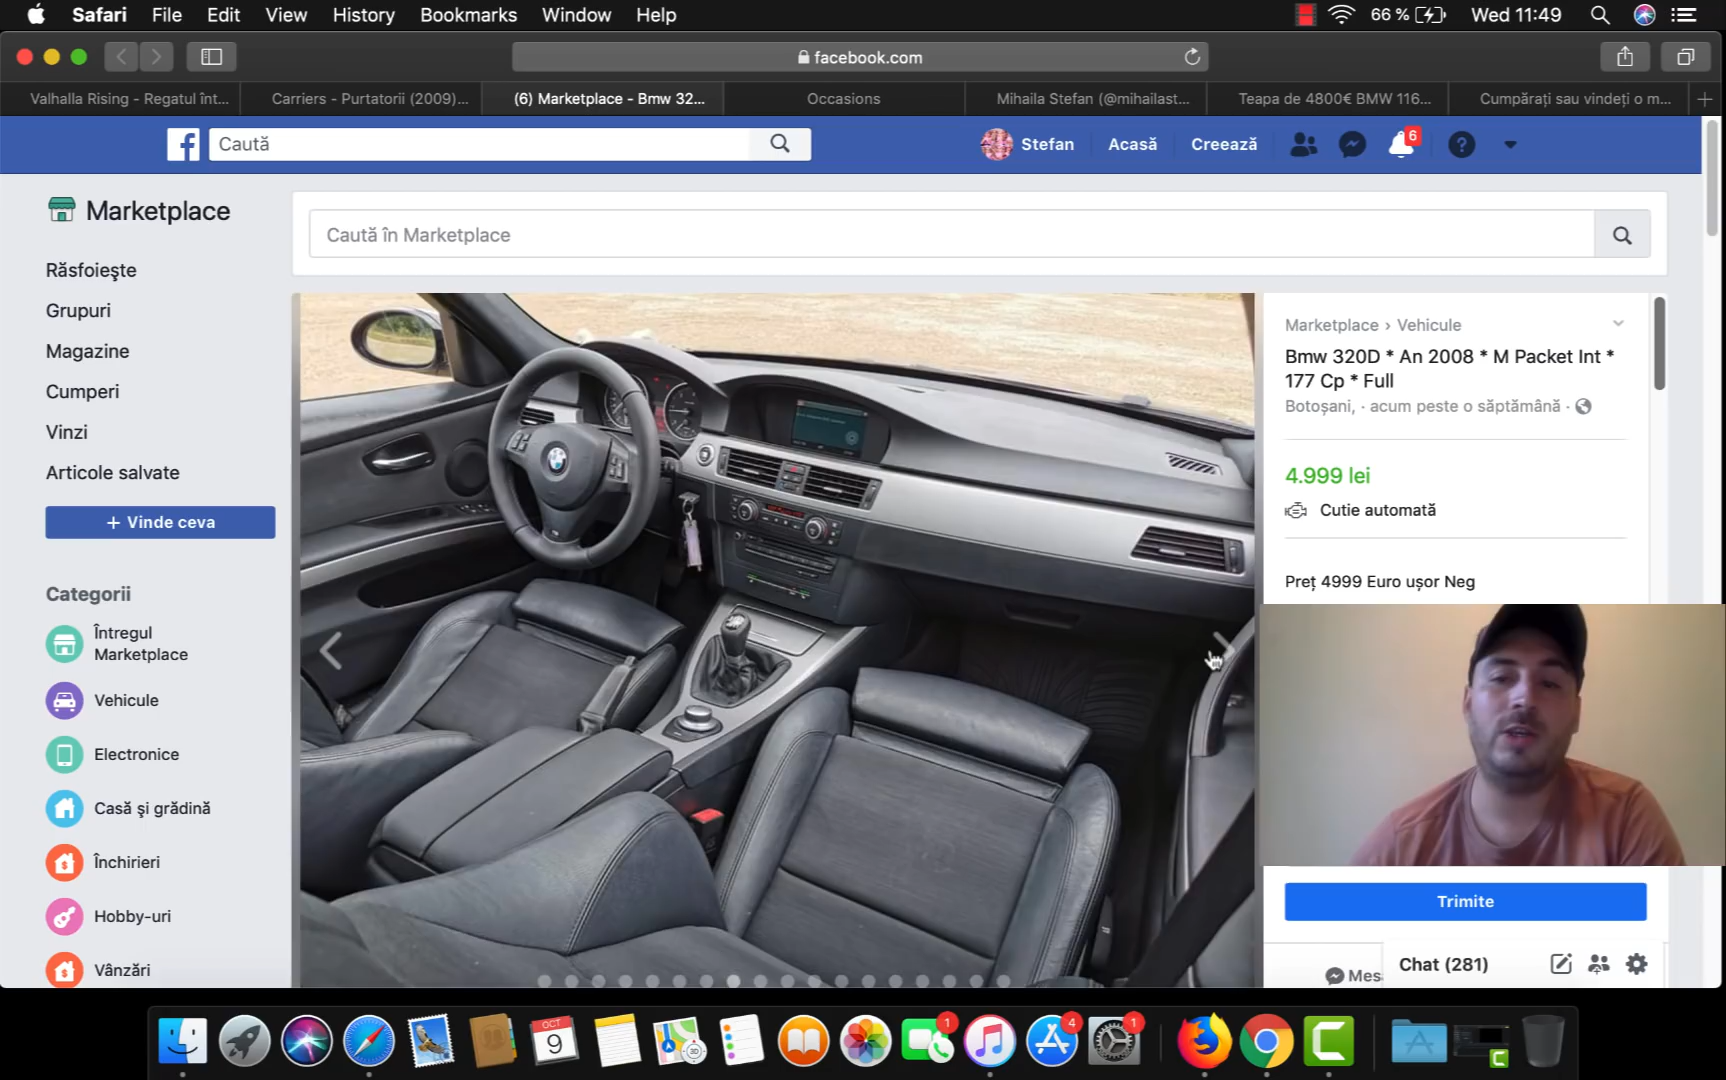 Safari File Edit View History Bookmarks Window Help
66 % Wed 11:49
facebook.com
Valhalla Rising - Regatul înt... Carriers - Purtatorii (2009)... (6) Marketplace - Bmw 32... Occasions Mihaila Stefan (@mihailast... Teapa de 4800€ BMW 116... Cumpărați sau vindeți o m...
Caută
Stefan Acasă Creează 6
Marketplace
Caută în Marketplace
Răsfoiește
Grupuri
Magazine
Cumperi
Vinzi
Articole salvate
+ Vinde ceva
Categorii
Întregul
Marketplace
Vehicule
Electronice
Casă și grădină
Închirieri
Hobby-uri
Vânzări
Marketplace › Vehicule
Bmw 320D * An 2008 * M Packet Int *
177 Cp * Full
Botoșani, · acum peste o săptămână ·
4.999 lei
Cutie automată
Preț 4999 Euro ușor Neg
Trimite
Mes
Chat (281)
OCT
9
3D
1
4
1